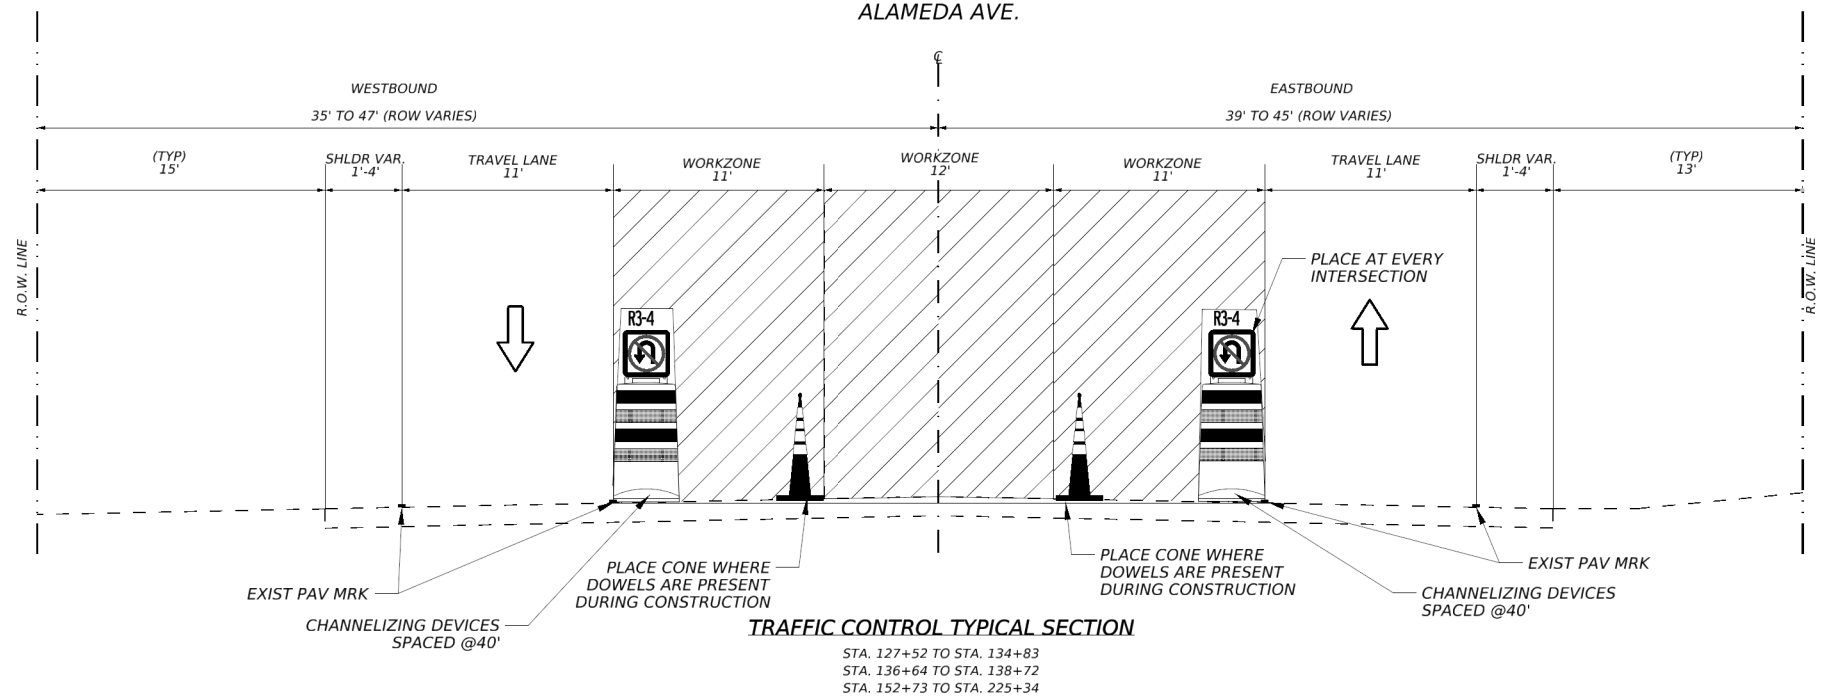 ALAMEDA AVE.
℄
WESTBOUND
35' TO 47' (ROW VARIES)
EASTBOUND
39' TO 45' (ROW VARIES)
(TYP)
15'
SHLDR VAR.
1'-4'
TRAVEL LANE
11'
WORKZONE
11'
WORKZONE
12'
WORKZONE
11'
TRAVEL LANE
11'
SHLDR VAR.
1'-4'
(TYP)
13'
R.O.W. LINE
R.O.W. LINE
PLACE AT EVERY
INTERSECTION
R3-4
R3-4
EXIST PAV MRK
CHANNELIZING DEVICES
SPACED @40'
PLACE CONE WHERE
DOWELS ARE PRESENT
DURING CONSTRUCTION
PLACE CONE WHERE
DOWELS ARE PRESENT
DURING CONSTRUCTION
EXIST PAV MRK
CHANNELIZING DEVICES
SPACED @40'
TRAFFIC CONTROL TYPICAL SECTION
STA. 127+52 TO STA. 134+83
STA. 136+64 TO STA. 138+72
STA. 152+73 TO STA. 225+34